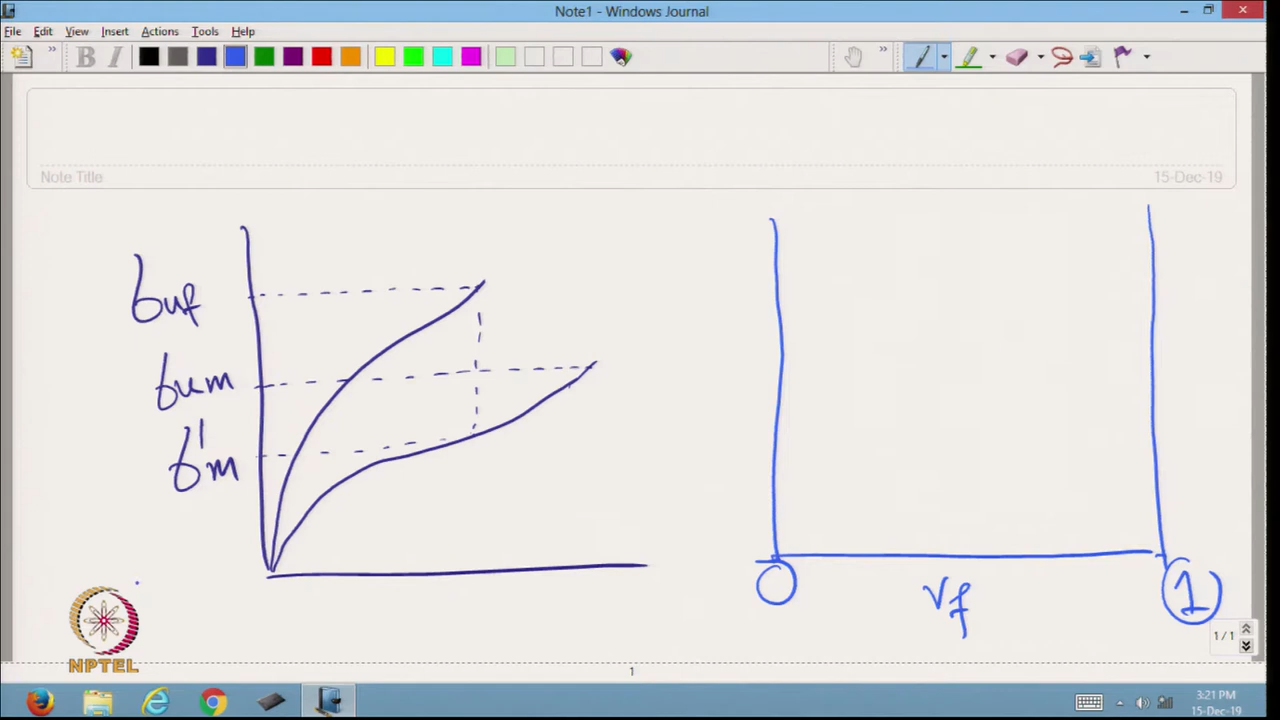 Note1 - Windows Journal
File Edit View Insert Actions Tools Help
B I
Note Title
15-Dec-19
σuf
σum
σ'm
0
Vf
1
1 / 1
1
NPTEL
3:21 PM
15-Dec-19